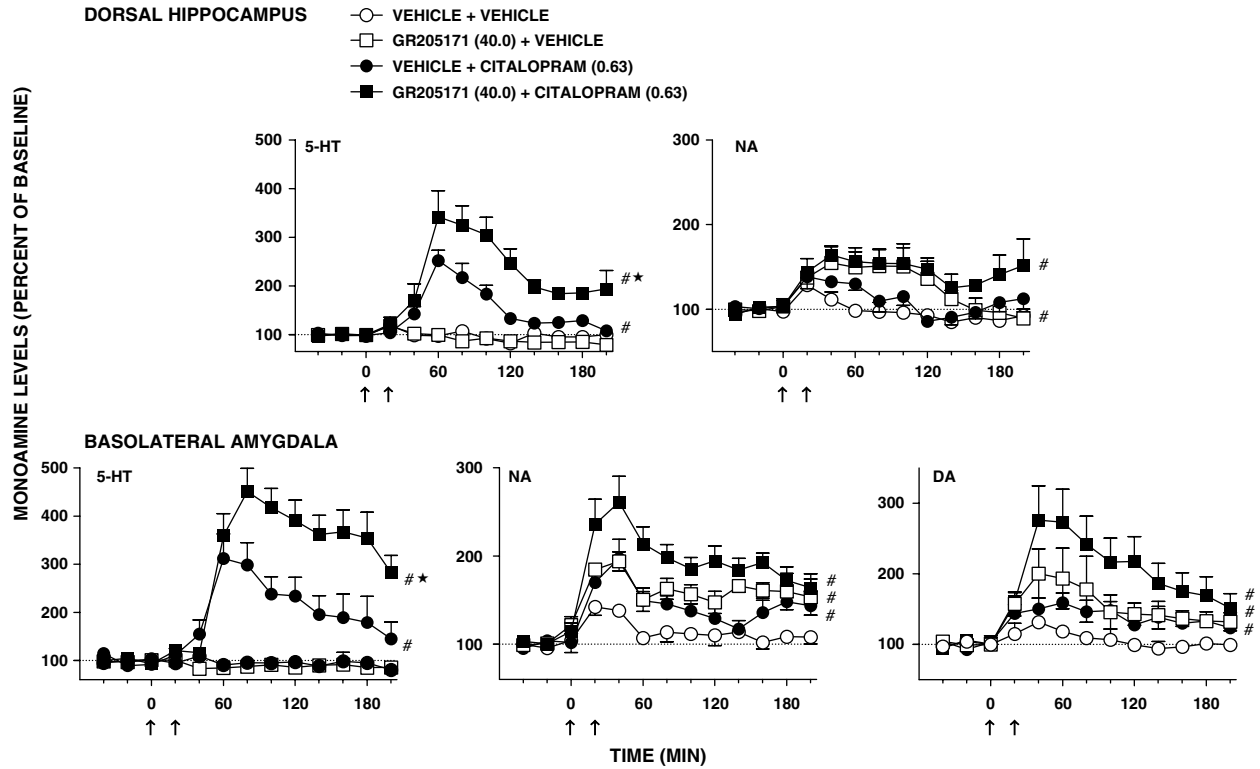 DORSAL HIPPOCAMPUS
VEHICLE + VEHICLE
GR205171 (40.0) + VEHICLE
VEHICLE + CITALOPRAM (0.63)
GR205171 (40.0) + CITALOPRAM (0.63)
MONOAMINE LEVELS (PERCENT OF BASELINE)
5-HT
500
400
300
200
100
0 60 120 180
↑ ↑
#★
#
NA
300
200
100
0 60 120 180
↑ ↑
#
#
BASOLATERAL AMYGDALA
5-HT
500
400
300
200
100
0 60 120 180
↑ ↑
#★
#
NA
300
200
100
0 60 120 180
↑ ↑
#
#
#
DA
300
200
100
0 60 120 180
↑ ↑
#
#
#
TIME (MIN)